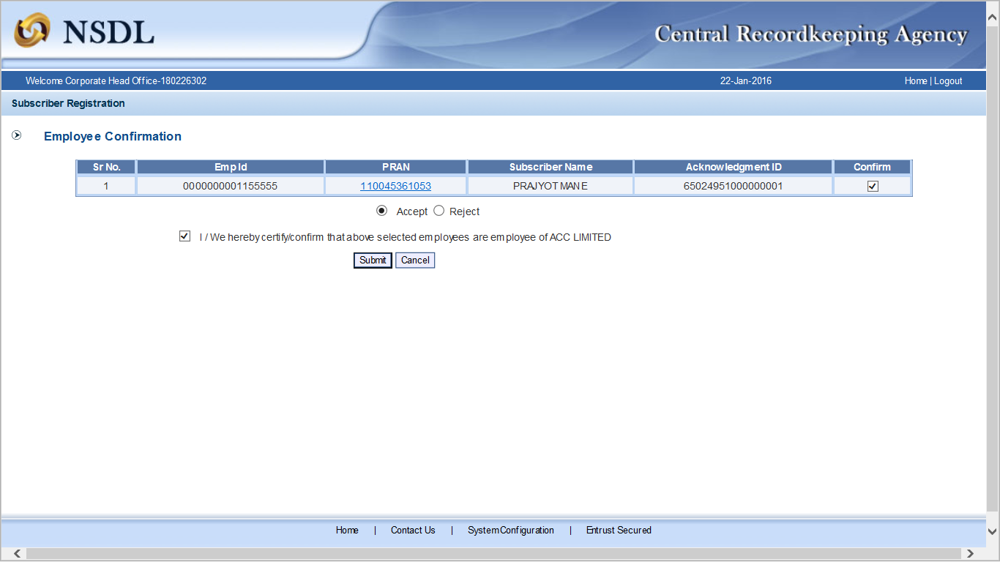 NSDL
Central Recordkeeping Agency
Welcome Corporate Head Office-180226302 22-Jan-2016 Home | Logout
Subscriber Registration
Employee Confirmation
Sr No. Emp Id PRAN Subscriber Name Acknowledgment ID Confirm
1 0000000001155555 110045361053 PRAJYOT MANE 65024951000000001
Accept Reject
I / We hereby certify/confirm that above selected employees are employee of ACC LIMITED
Submit Cancel
Home | Contact Us | System Configuration | Entrust Secured